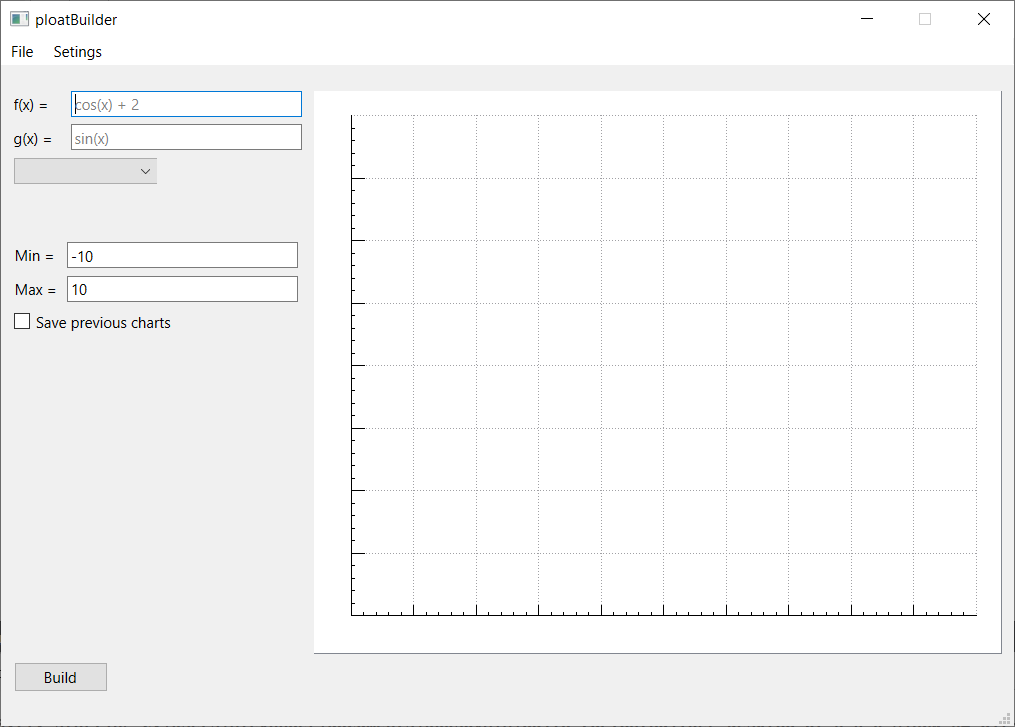 ploatBuilder
File Setings
f(x) = cos(x) + 2
g(x) = sin(x)
Min = -10
Max = 10
Save previous charts
Build